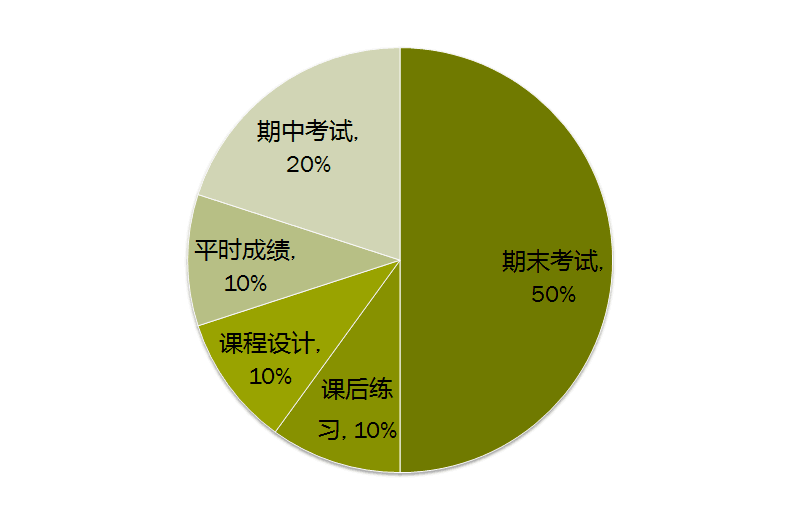 期中考试,
20%
平时成绩,
10%
课程设计,
10%
课后练
习, 10%
期末考试,
50%